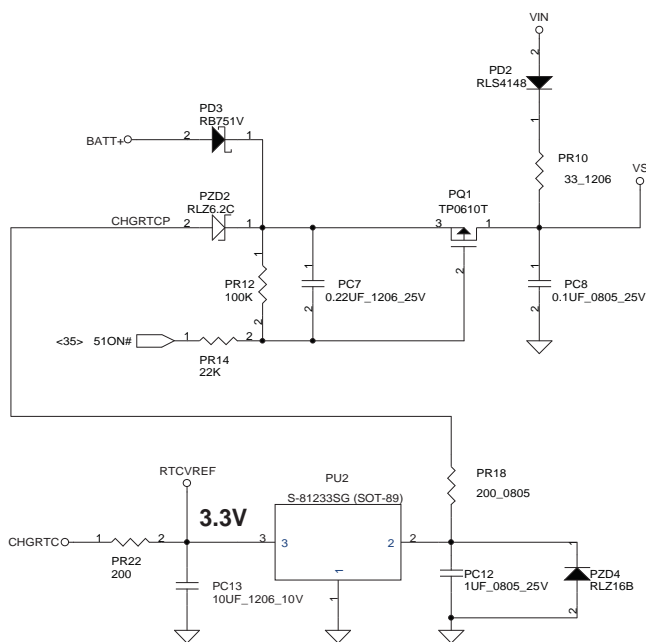 VIN
2
PD2
RLS4148
1
PD3
RB751V
BATT+
2
1
PR10
33_1206
VS
PZD2
RLZ6.2C
CHGRTCP
2
1
PQ1
TP0610T
3
1
2
1
PR12
100K
2
1
PC7
0.22UF_1206_25V
2
1
PC8
0.1UF_0805_25V
2
<35>
51ON#
1
2
PR14
22K
RTCVREF
3.3V
PU2
S-81233SG (SOT-89)
PR18
200_0805
CHGRTC
1
2
PR22
200
3
3
2
2
1
1
PC13
10UF_1206_10V
PC12
1UF_0805_25V
1
PZD4
RLZ16B
2